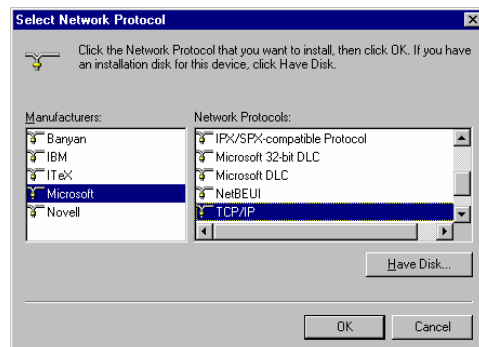 Select Network Protocol
Click the Network Protocol that you want to install, then click OK. If you have
an installation disk for this device, click Have Disk.
Manufacturers:
Banyan
IBM
ITeX
Microsoft
Novell
Network Protocols:
IPX/SPX-compatible Protocol
Microsoft 32-bit DLC
Microsoft DLC
NetBEUI
TCP/IP
Have Disk...
OK
Cancel